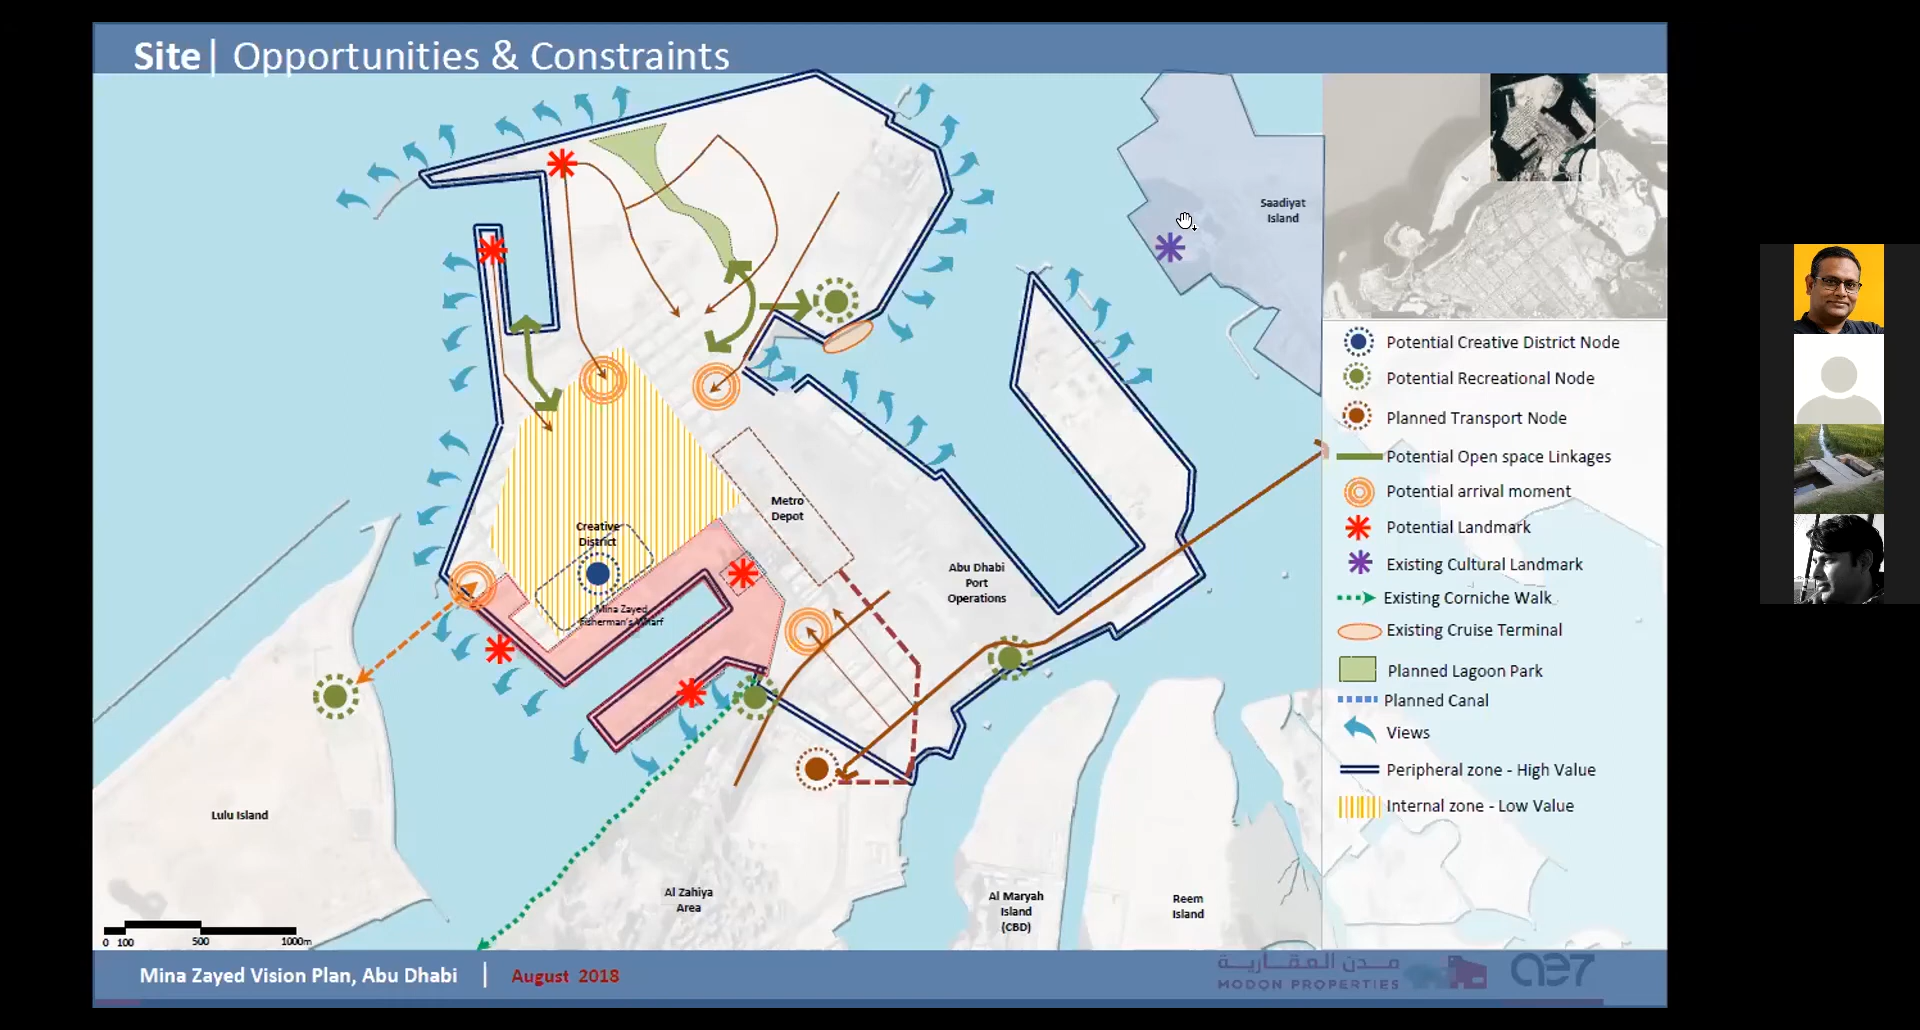 Site| Opportunities & Constraints
Saadiyat
Island
Metro
Depot
Creative
District
Abu Dhabi
Port
Operations
Mina Zayed
Fisherman's Wharf
Lulu Island
Al Zahiya
Area
Al Maryah
Island
(CBD)
Reem
Island
0 100 500 1000m
Potential Creative District Node
Potential Recreational Node
Planned Transport Node
Potential Open space Linkages
Potential arrival moment
Potential Landmark
Existing Cultural Landmark
Existing Corniche Walk
Existing Cruise Terminal
Planned Lagoon Park
Planned Canal
Views
Peripheral zone - High Value
Internal zone - Low Value
Mina Zayed Vision Plan, Abu Dhabi | August 2018
مدن العقارية
MODON PROPERTIES